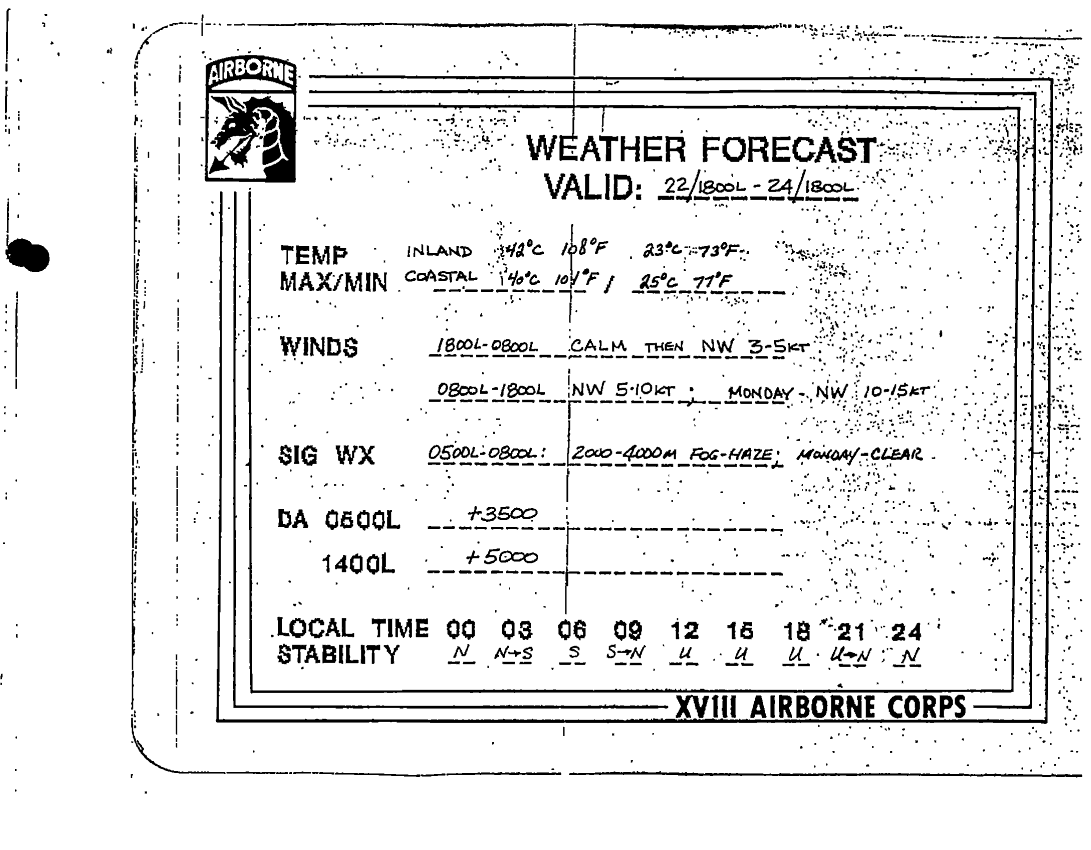 AIRBORNE
WEATHER FORECAST
VALID: 22/1800L - 24/1800L
TEMP INLAND 42°C 108°F 23°C 73°F
MAX/MIN COASTAL 40°C 104°F / 25°C 77°F
WINDS 1800L-0800L CALM THEN NW 3-5KT
0800L-1800L NW 5-10KT; MONDAY- NW 10-15KT
SIG WX 0500L-0800L: 2000-4000M FOG-HAZE; MONDAY-CLEAR
DA 0600L +3500
1400L +5000
LOCAL TIME 00 03 06 09 12 15 18 21 24
STABILITY N N→S S S→N U U U U→N N
XVIII AIRBORNE CORPS